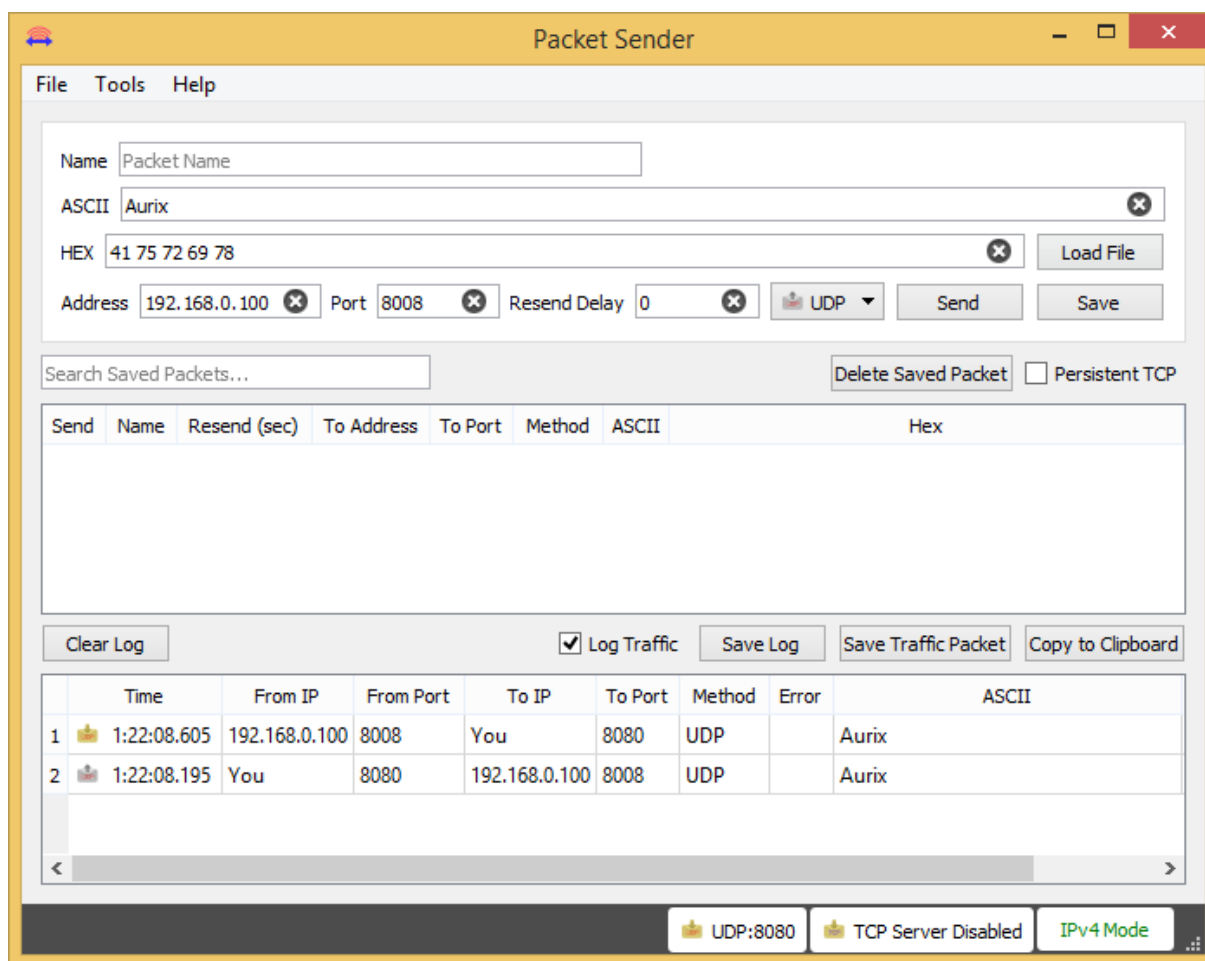 Packet Sender
File Tools Help
Name Packet Name
ASCII Aurix
HEX 41 75 72 69 78 Load File
Address 192.168.0.100 Port 8008 Resend Delay 0 UDP Send Save
Search Saved Packets... Delete Saved Packet Persistent TCP
Send Name Resend (sec) To Address To Port Method ASCII Hex
Clear Log Log Traffic Save Log Save Traffic Packet Copy to Clipboard
Time From IP From Port To IP To Port Method Error ASCII
1 1:22:08.605 192.168.0.100 8008 You 8080 UDP Aurix
2 1:22:08.195 You 8080 192.168.0.100 8008 UDP Aurix
UDP:8080 TCP Server Disabled IPv4 Mode